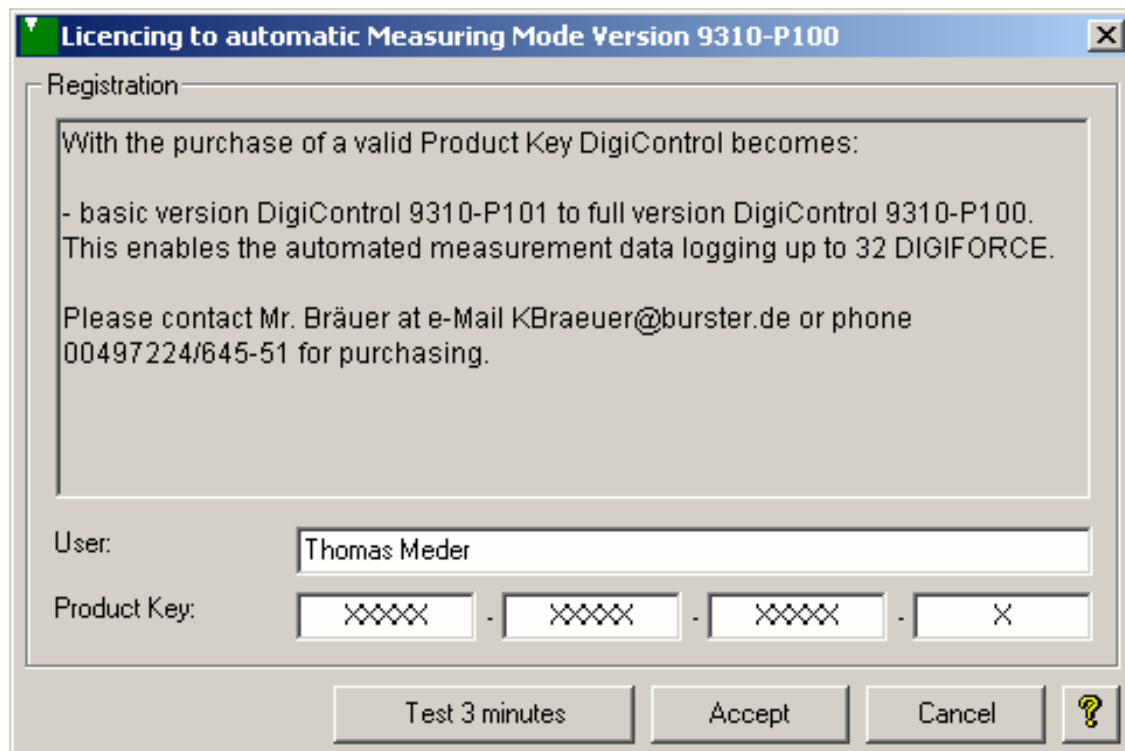 Licencing to automatic Measuring Mode Version 9310-P100
Registration
With the purchase of a valid Product Key DigiControl becomes:
- basic version DigiControl 9310-P101 to full version DigiControl 9310-P100.
This enables the automated measurement data logging up to 32 DIGIFORCE.
Please contact Mr. Bräuer at e-Mail KBraeuer@burster.de or phone
00497224/645-51 for purchasing.
User: Thomas Meder
Product Key: XXXXX - XXXXX - XXXXX - X
Test 3 minutes Accept Cancel ?